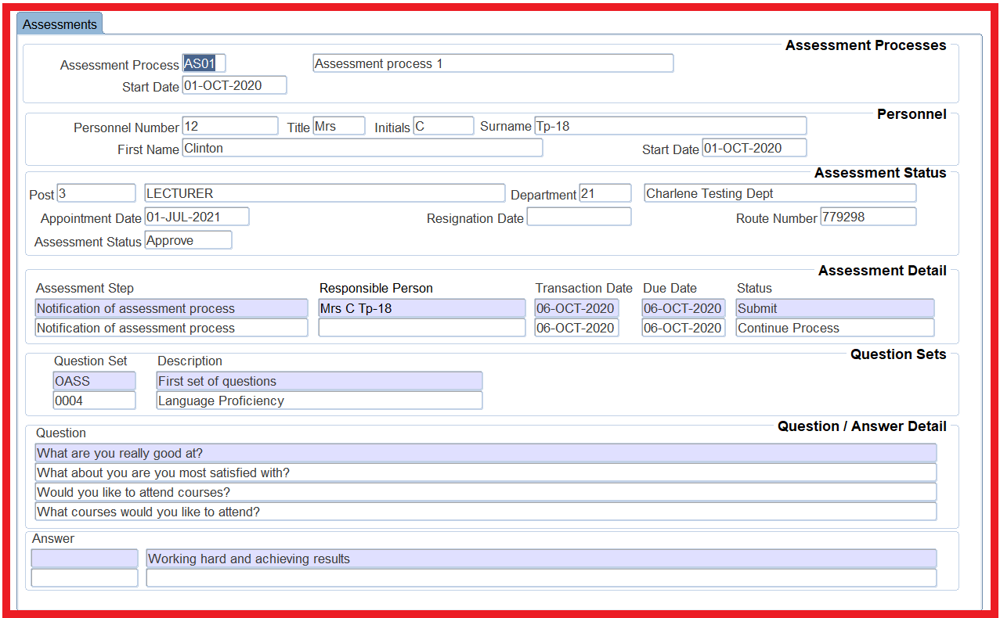 Assessments
Assessment Processes
Assessment Process AS01 Assessment process 1
Start Date 01-OCT-2020
Personnel
Personnel Number 12 Title Mrs Initials C Surname Tp-18
First Name Clinton Start Date 01-OCT-2020
Assessment Status
Post 3 LECTURER Department 21 Charlene Testing Dept
Appointment Date 01-JUL-2021 Resignation Date Route Number 779298
Assessment Status Approve
Assessment Detail
Assessment Step Responsible Person Transaction Date Due Date Status
Notification of assessment process Mrs C Tp-18 06-OCT-2020 06-OCT-2020 Submit
Notification of assessment process 06-OCT-2020 06-OCT-2020 Continue Process
Question Sets
Question Set Description
OASS First set of questions
0004 Language Proficiency
Question / Answer Detail
Question
What are you really good at?
What about you are you most satisfied with?
Would you like to attend courses?
What courses would you like to attend?
Answer
Working hard and achieving results